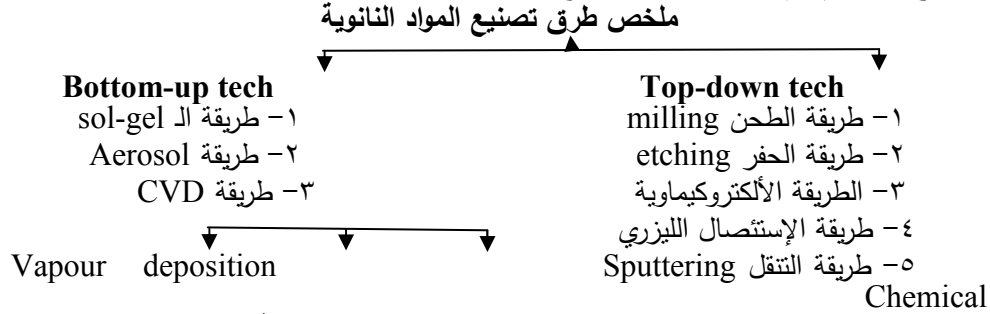 ملخص طرق تصنيع المواد النانوية
Top-down tech
١- طريقة الطحن milling
٢- طريقة الحفر etching
٣- الطريقة الألكتروكيماوية
٤- طريقة الإستئصال الليزري
٥- طريقة التنقل Sputtering
Bottom-up tech
١- طريقة الـ sol-gel
٢- طريقة Aerosol
٣- طريقة CVD
Vapour deposition
Chemical